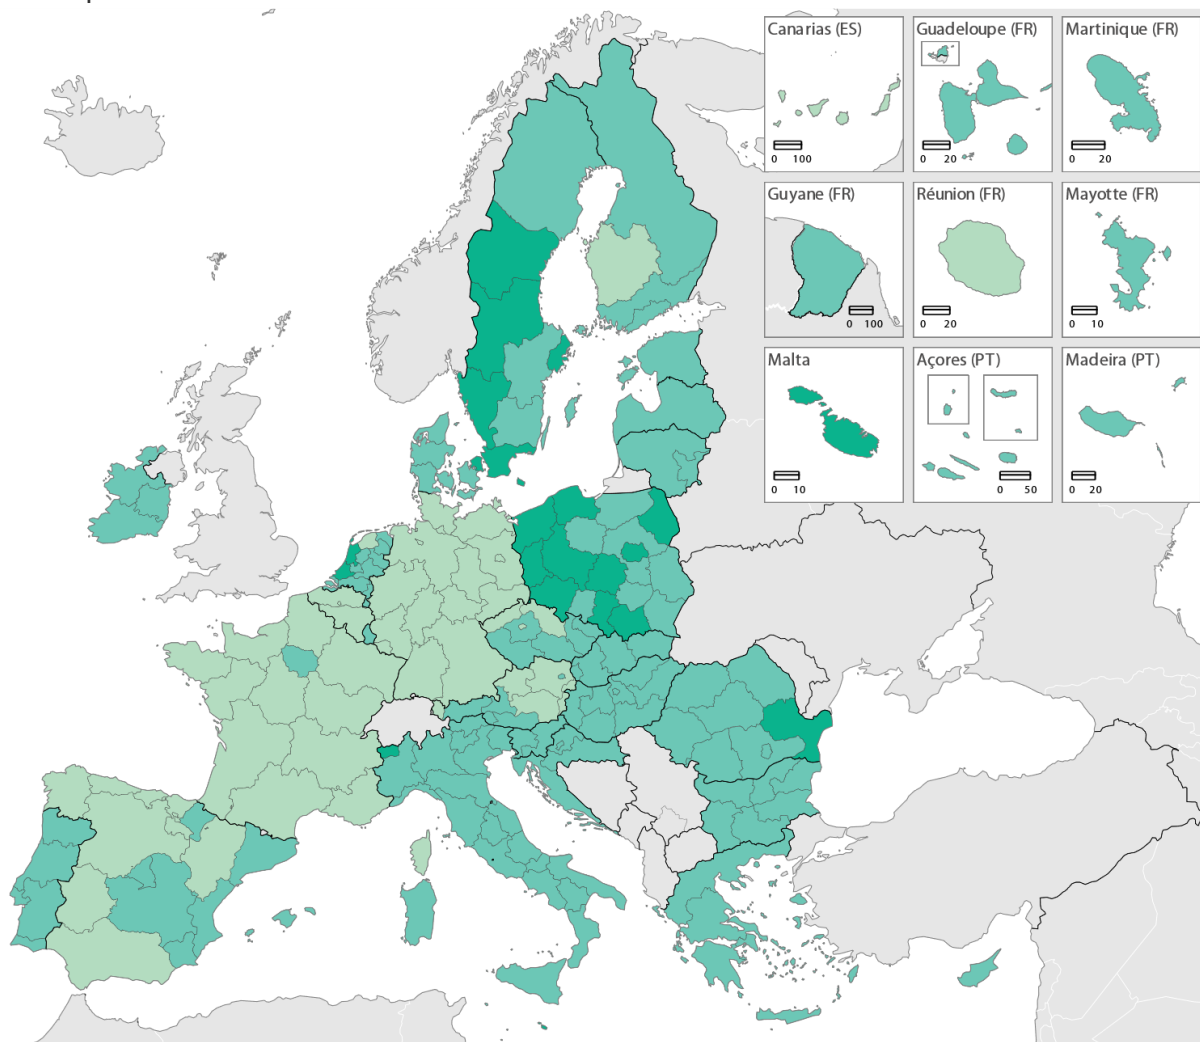 Canarias (ES)
0 100
Guadeloupe (FR)
0 20
Martinique (FR)
0 20
Guyane (FR)
0 100
Réunion (FR)
0 20
Mayotte (FR)
0 10
Malta
0 10
Açores (PT)
0 50
Madeira (PT)
0 20